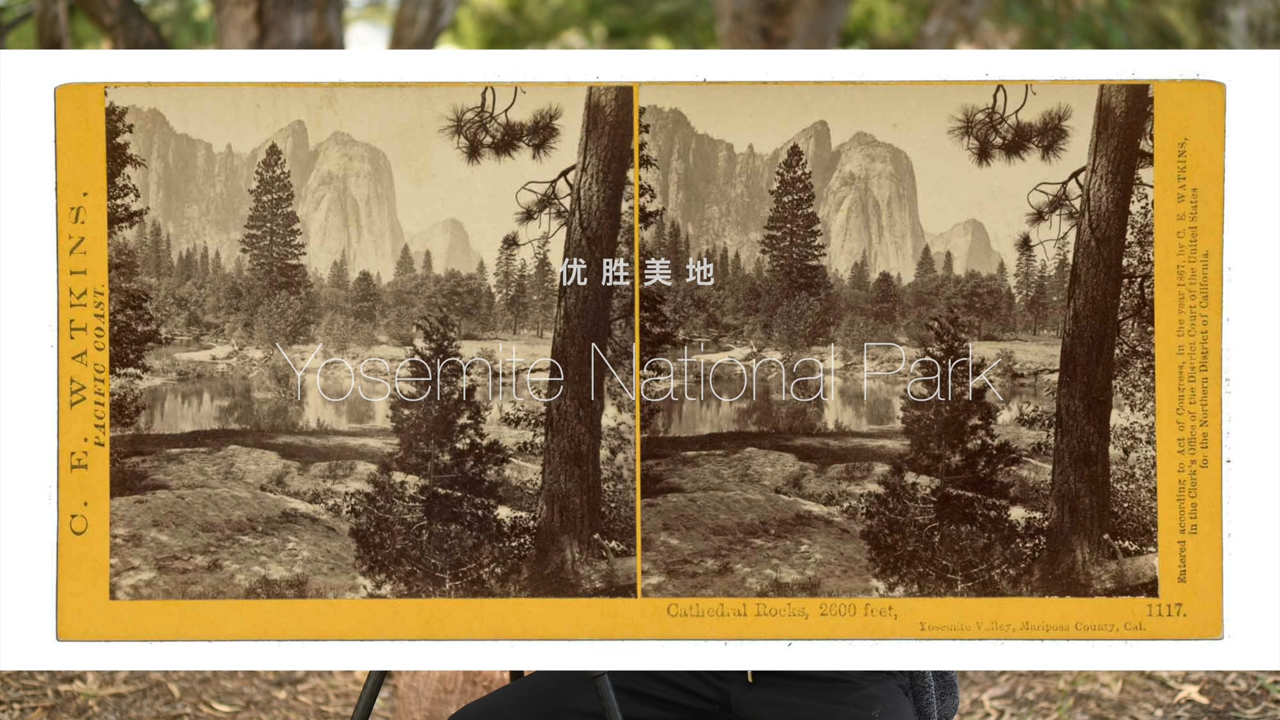 C. E. WATKINS,
PACIFIC COAST.
优胜美地
Yosemite National Park
Entered according to Act of Congress, in the year 1867, by C. E. WATKINS,
in the Clerk's Office of the District Court of the United States
for the Northern District of California.
Cathedral Rocks, 2600 feet,
1117.
Yosemite Valley, Mariposa County, Cal.